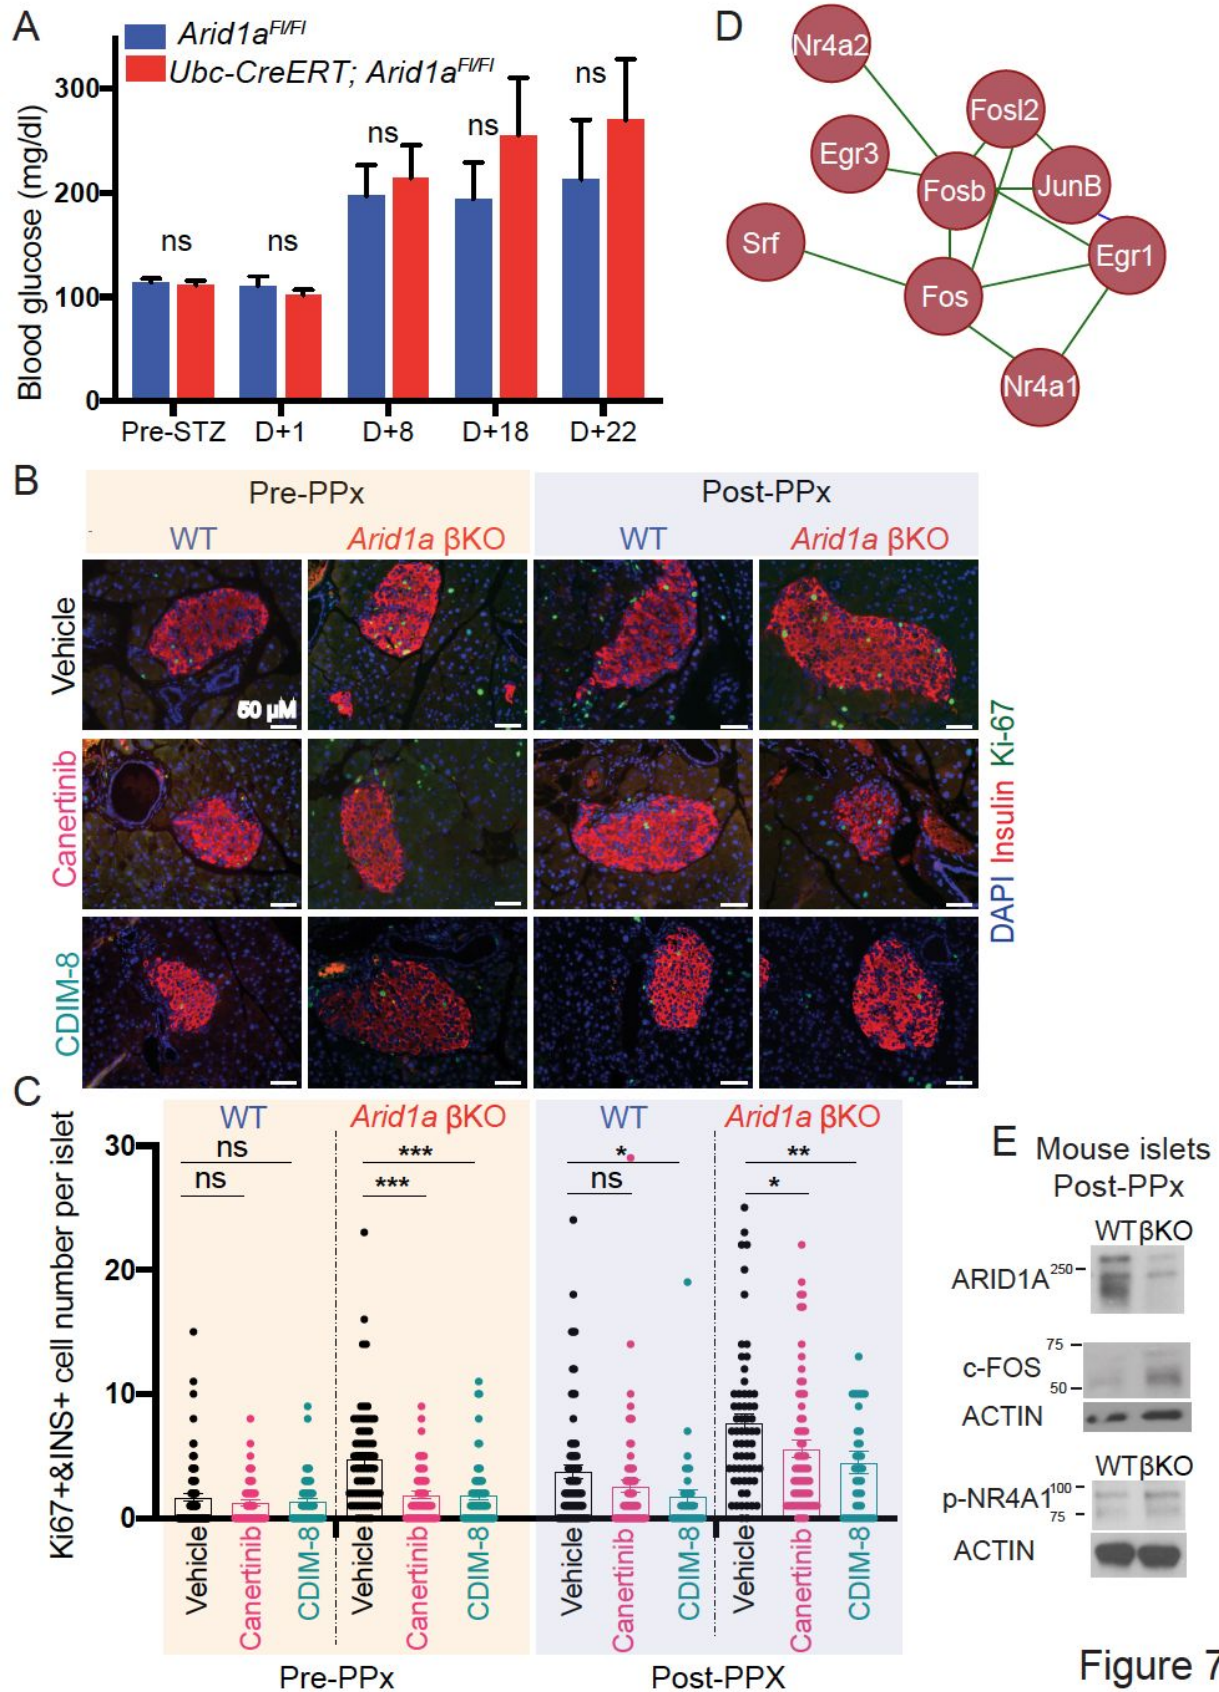 A
Arid1a^Fl/Fl
Ubc-CreERT; Arid1a^Fl/Fl
Blood glucose (mg/dl)
300
200
100
0
ns
ns
ns
ns
ns
Pre-STZ D+1 D+8 D+18 D+22
D
Nr4a2
Fosl2
Egr3
Fosb
JunB
Srf
Egr1
Fos
Nr4a1
B
Pre-PPx
Post-PPx
WT
Arid1a βKO
WT
Arid1a βKO
Vehicle
50 µM
Canertinib
CDIM-8
DAPI Insulin Ki-67
C
Ki67+&INS+ cell number per islet
WT
Arid1a βKO
WT
Arid1a βKO
30
20
10
0
ns
ns
***
***
*
ns
**
*
Vehicle
Canertinib
CDIM-8
Vehicle
Canertinib
CDIM-8
Vehicle
Canertinib
CDIM-8
Vehicle
Canertinib
CDIM-8
Pre-PPx
Post-PPX
E
Mouse islets
Post-PPx
WT βKO
ARID1A
250
75
c-FOS
50
ACTIN
WT βKO
p-NR4A1
100
75
ACTIN
Figure 7